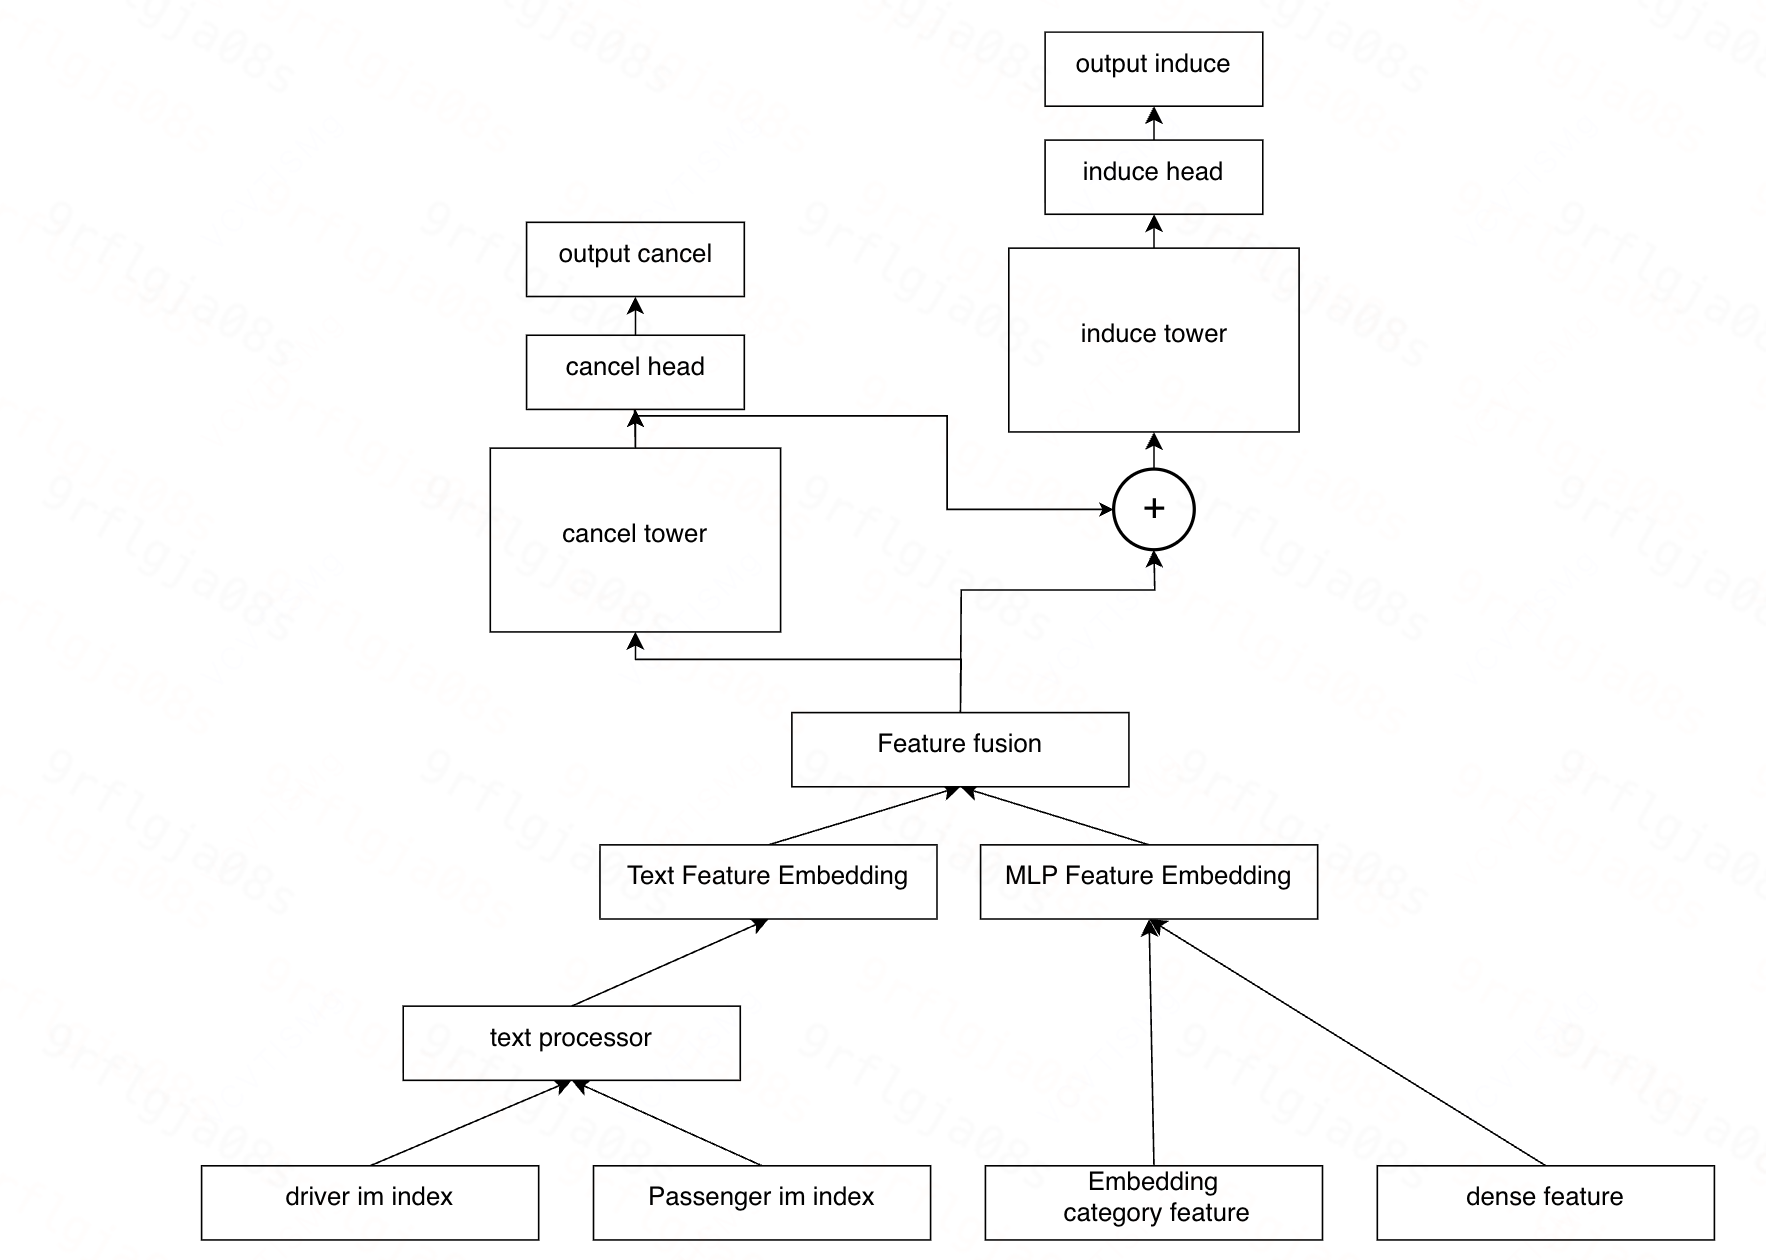 output induce
induce head
output cancel
induce tower
cancel head
+
cancel tower
Feature fusion
Text Feature Embedding
MLP Feature Embedding
text processor
driver im index
Passenger im index
Embedding
category feature
dense feature
9rflgja08s